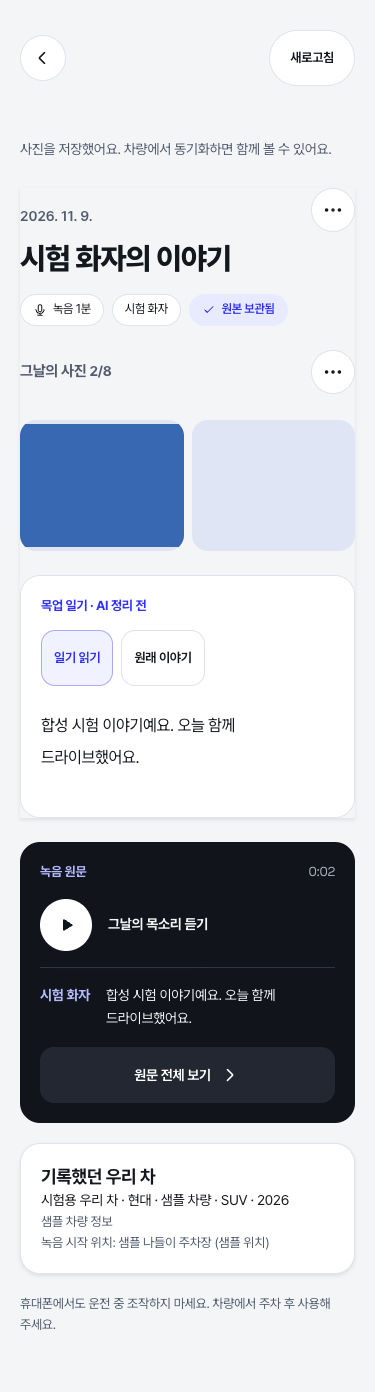 새로고침
사진을 저장했어요. 차량에서 동기화하면 함께 볼 수 있어요.
2026. 11. 9.
시험 화자의 이야기
녹음 1분
시험 화자
원본 보관됨
그날의 사진 2/8
목업 일기 · AI 정리 전
일기 읽기
원래 이야기
합성 시험 이야기예요. 오늘 함께
드라이브했어요.
녹음 원문
0:02
그날의 목소리 듣기
시험 화자
합성 시험 이야기예요. 오늘 함께
드라이브했어요.
원문 전체 보기
기록했던 우리 차
시험용 우리 차 · 현대 · 샘플 차량 · SUV · 2026
샘플 차량 정보
녹음 시작 위치: 샘플 나들이 주차장 (샘플 위치)
휴대폰에서도 운전 중 조작하지 마세요. 차량에서 주차 후 사용해
주세요.